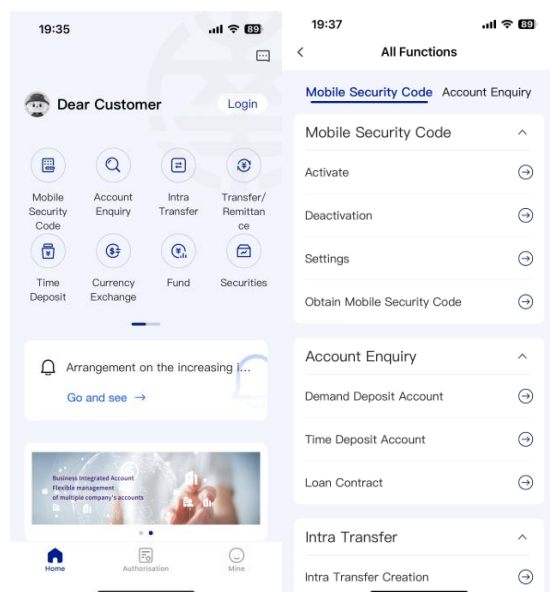 19:35
89
Dear Customer
Login
Mobile
Security
Code
Account
Enquiry
Intra
Transfer
Transfer/
Remittan
ce
Time
Deposit
Currency
Exchange
Fund
Securities
Arrangement on the increasing i...
Go and see →
Business Integrated Account
Flexible management
of multiple company's accounts
Home
Authorisation
Mine
19:37
89
All Functions
Mobile Security Code
Account Enquiry
Mobile Security Code
Activate
Deactivation
Settings
Obtain Mobile Security Code
Account Enquiry
Demand Deposit Account
Time Deposit Account
Loan Contract
Intra Transfer
Intra Transfer Creation